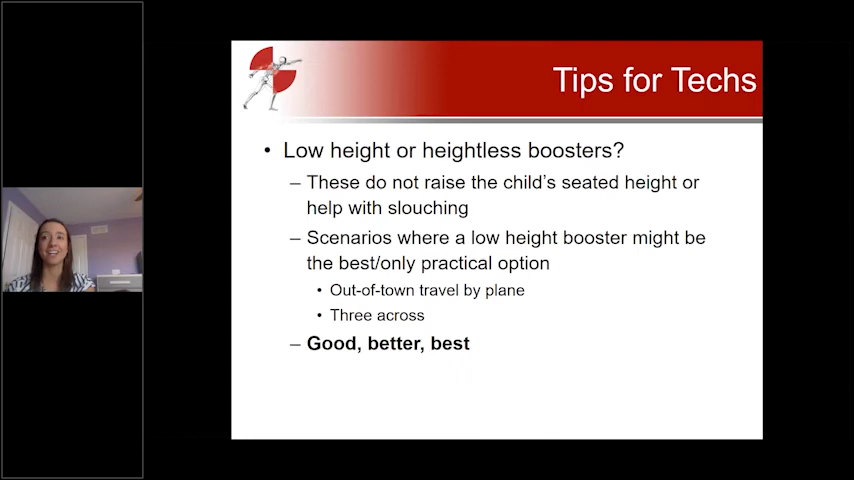 Tips for Techs
• Low height or heightless boosters?
– These do not raise the child's seated height or
help with slouching
– Scenarios where a low height booster might be
the best/only practical option
• Out-of-town travel by plane
• Three across
– Good, better, best